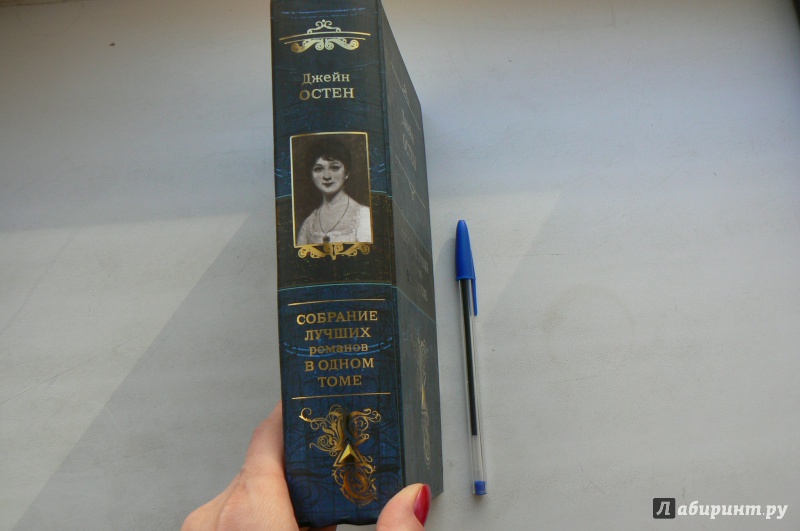 Джейн
ОСТЕН
СОБРАНИЕ
ЛУЧШИХ
романов
В ОДНОМ
ТОМЕ
Лабиринт.ру